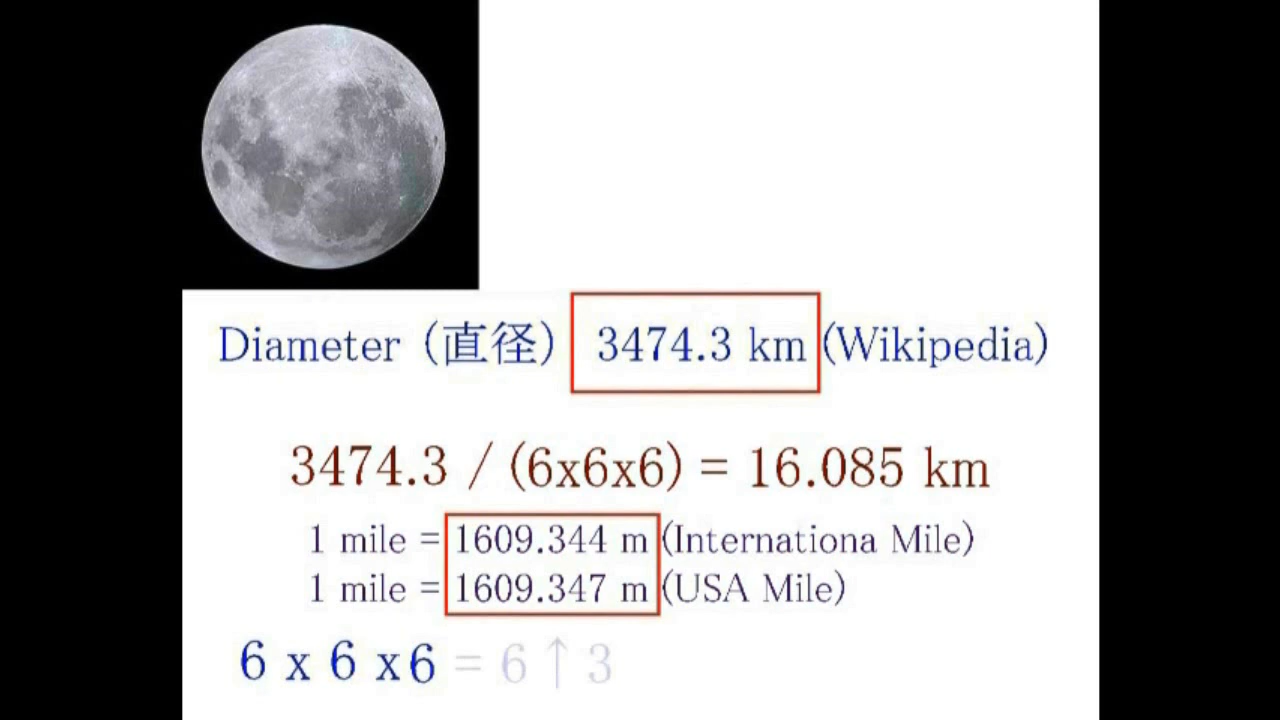 Diameter (直径) 3474.3 km (Wikipedia)
3474.3 / (6x6x6) = 16.085 km
1 mile = 1609.344 m (Internationa Mile)
1 mile = 1609.347 m (USA Mile)
6 x 6 x 6 = 6 ↑ 3